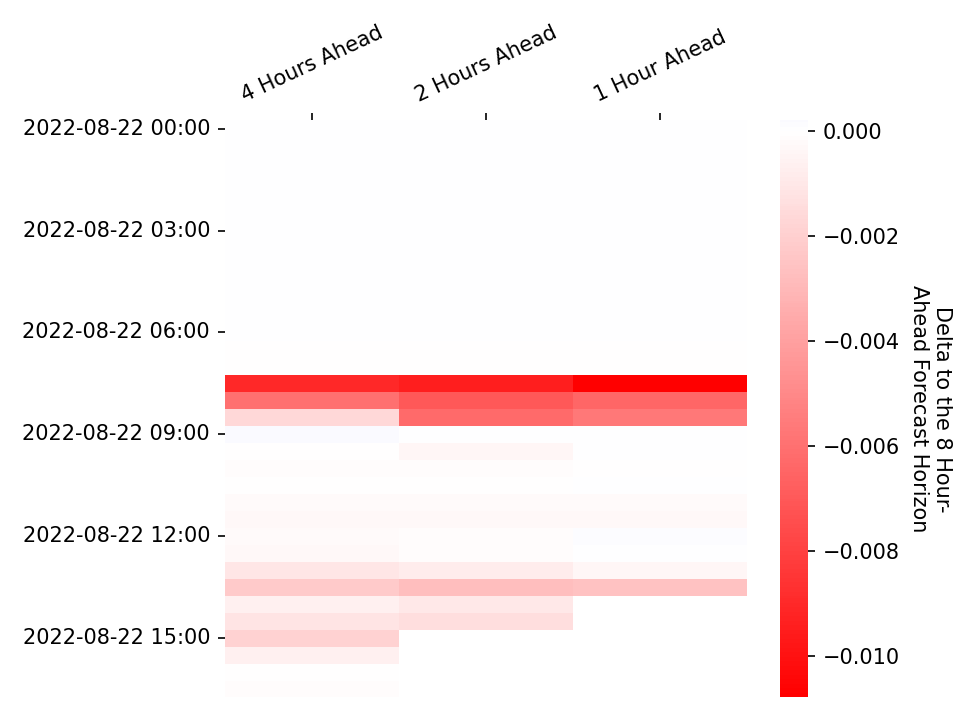 4 Hours Ahead
2 Hours Ahead
1 Hour Ahead
2022-08-22 00:00
2022-08-22 03:00
2022-08-22 06:00
2022-08-22 09:00
2022-08-22 12:00
2022-08-22 15:00
0.000
−0.002
−0.004
−0.006
−0.008
−0.010
Delta to the 8 Hour-
Ahead Forecast Horizon